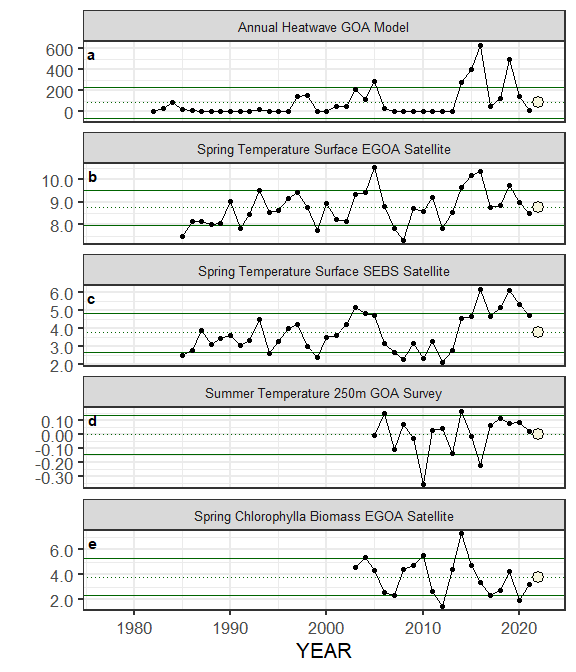 Annual Heatwave GOA Model
a
600
400
200
0
Spring Temperature Surface EGOA Satellite
b
10.0
9.0
8.0
Spring Temperature Surface SEBS Satellite
c
6.0
5.0
4.0
3.0
2.0
Summer Temperature 250m GOA Survey
d
0.10
0.00
-0.10
-0.20
-0.30
Spring Chlorophylla Biomass EGOA Satellite
e
6.0
4.0
2.0
1980 1990 2000 2010 2020
YEAR